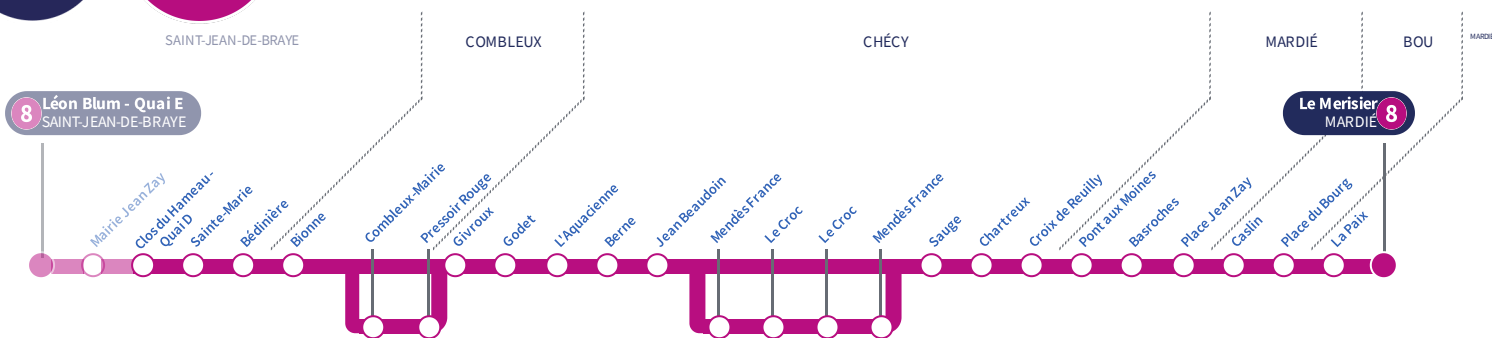 SAINT-JEAN-DE-BRAYE
COMBLEUX
CHÉCY
MARDIÉ
BOU
MARDIÉ
8
Léon Blum - Quai E
SAINT-JEAN-DE-BRAYE
Le Merisier
MARDIÉ
8
Mairie Jean Zay
Clos du Hameau-
Quai D
Sainte-Marie
Bédinière
Bionne
Combleux-Mairie
Pressoir Rouge
Givroux
Godet
L'Aquacienne
Berne
Jean Beaudoin
Mendès France
Le Croc
Le Croc
Mendès France
Sauge
Chartreux
Croix de Reuilly
Pont aux Moines
Basroches
Place Jean Zay
Caslin
Place du Bourg
La Paix